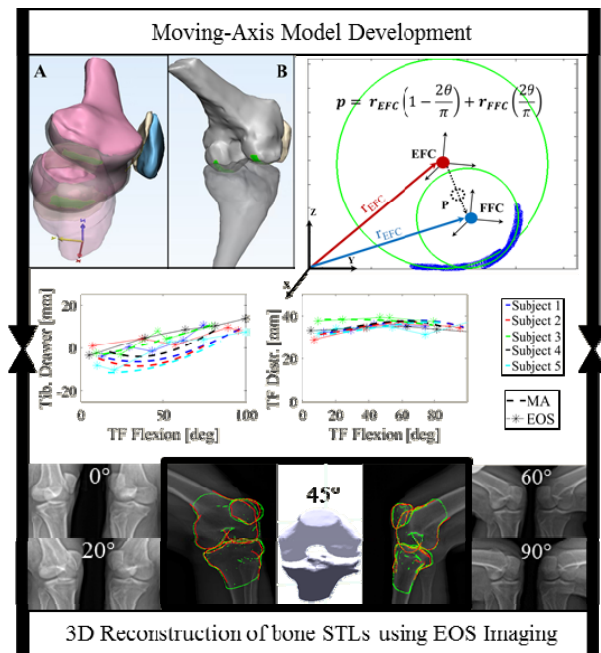 Moving-Axis Model Development
A
B
p = r_EFC (1 − 2θ/π) + r_FFC (2θ/π)
EFC
r_EFC
P
FFC
r_EFC
Z
Y
X
Tib. Drawer [mm]
20
0
-20
0
50
100
TF Flexion [deg]
TF Distr. [mm]
40
20
0
0
20
40
60
80
TF Flexion [deg]
Subject 1
Subject 2
Subject 3
Subject 4
Subject 5
MA
EOS
0°
20°
45°
60°
90°
3D Reconstruction of bone STLs using EOS Imaging